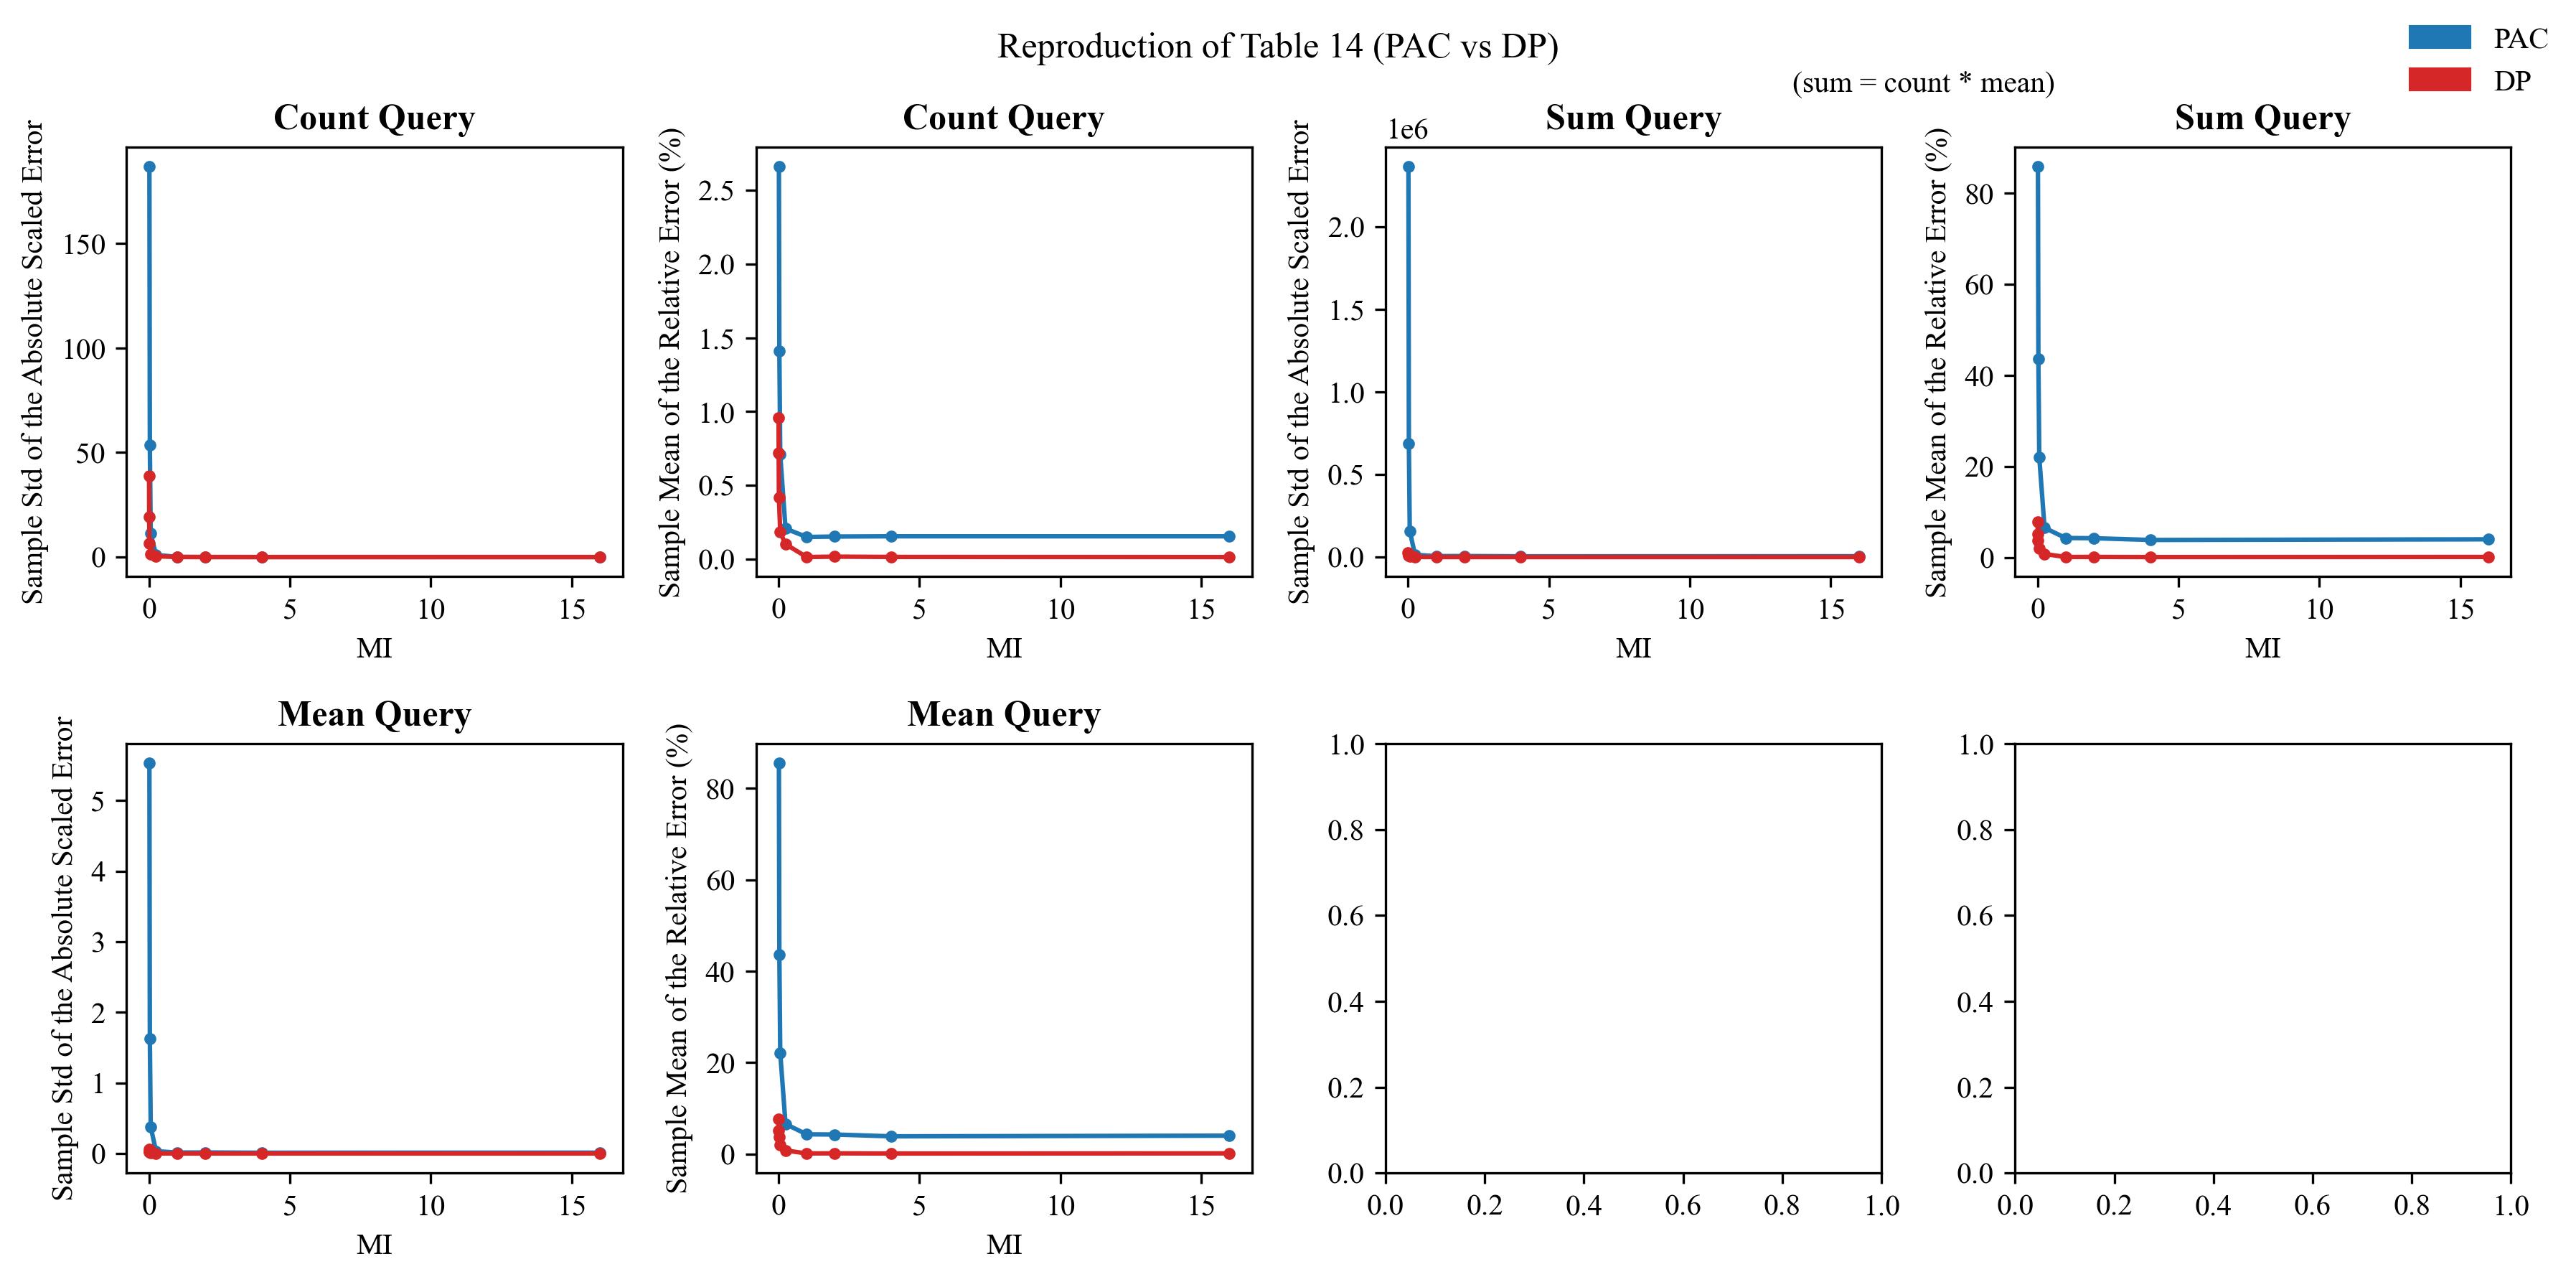 Reproduction of Table 14 (PAC vs DP)
PAC
DP
(sum = count * mean)
Count Query
Sample Std of the Absolute Scaled Error
150
100
50
0
0 5 10 15
MI
Count Query
Sample Mean of the Relative Error (%)
2.5
2.0
1.5
1.0
0.5
0.0
0 5 10 15
MI
Sum Query
1e6
Sample Std of the Absolute Scaled Error
2.0
1.5
1.0
0.5
0.0
0 5 10 15
MI
Sum Query
Sample Mean of the Relative Error (%)
80
60
40
20
0
0 5 10 15
MI
Mean Query
Sample Std of the Absolute Scaled Error
5
4
3
2
1
0
0 5 10 15
MI
Mean Query
Sample Mean of the Relative Error (%)
80
60
40
20
0
0 5 10 15
MI
1.0
0.8
0.6
0.4
0.2
0.0
0.0 0.2 0.4 0.6 0.8 1.0
1.0
0.8
0.6
0.4
0.2
0.0
0.0 0.2 0.4 0.6 0.8 1.0